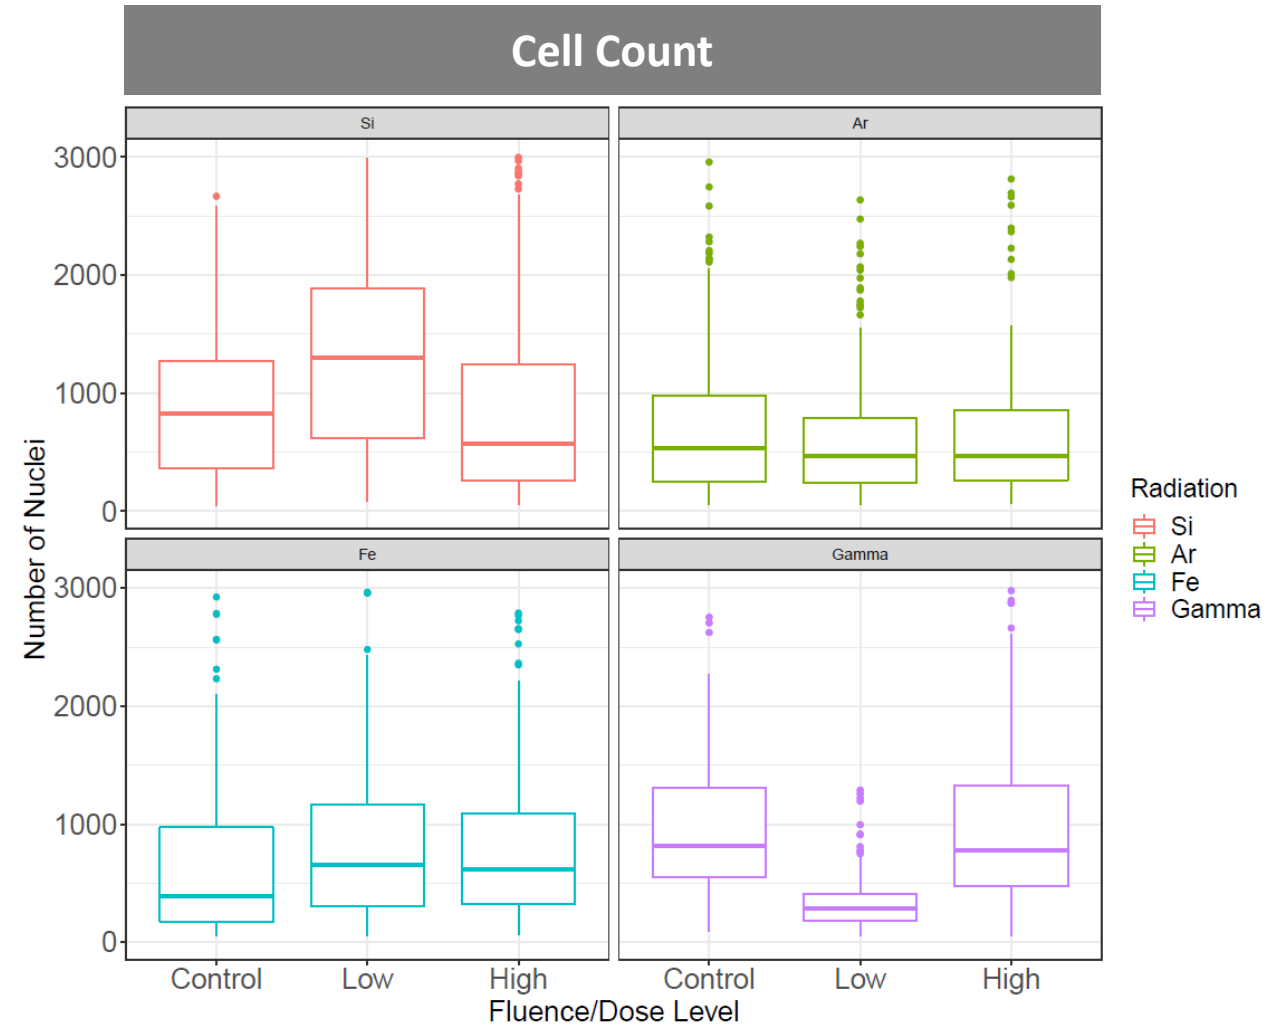 Cell Count
Si
Ar
3000
2000
1000
0
Fe
Gamma
3000
2000
1000
0
Number of Nuclei
Control
Low
High
Control
Low
High
Fluence/Dose Level
Radiation
Si
Ar
Fe
Gamma